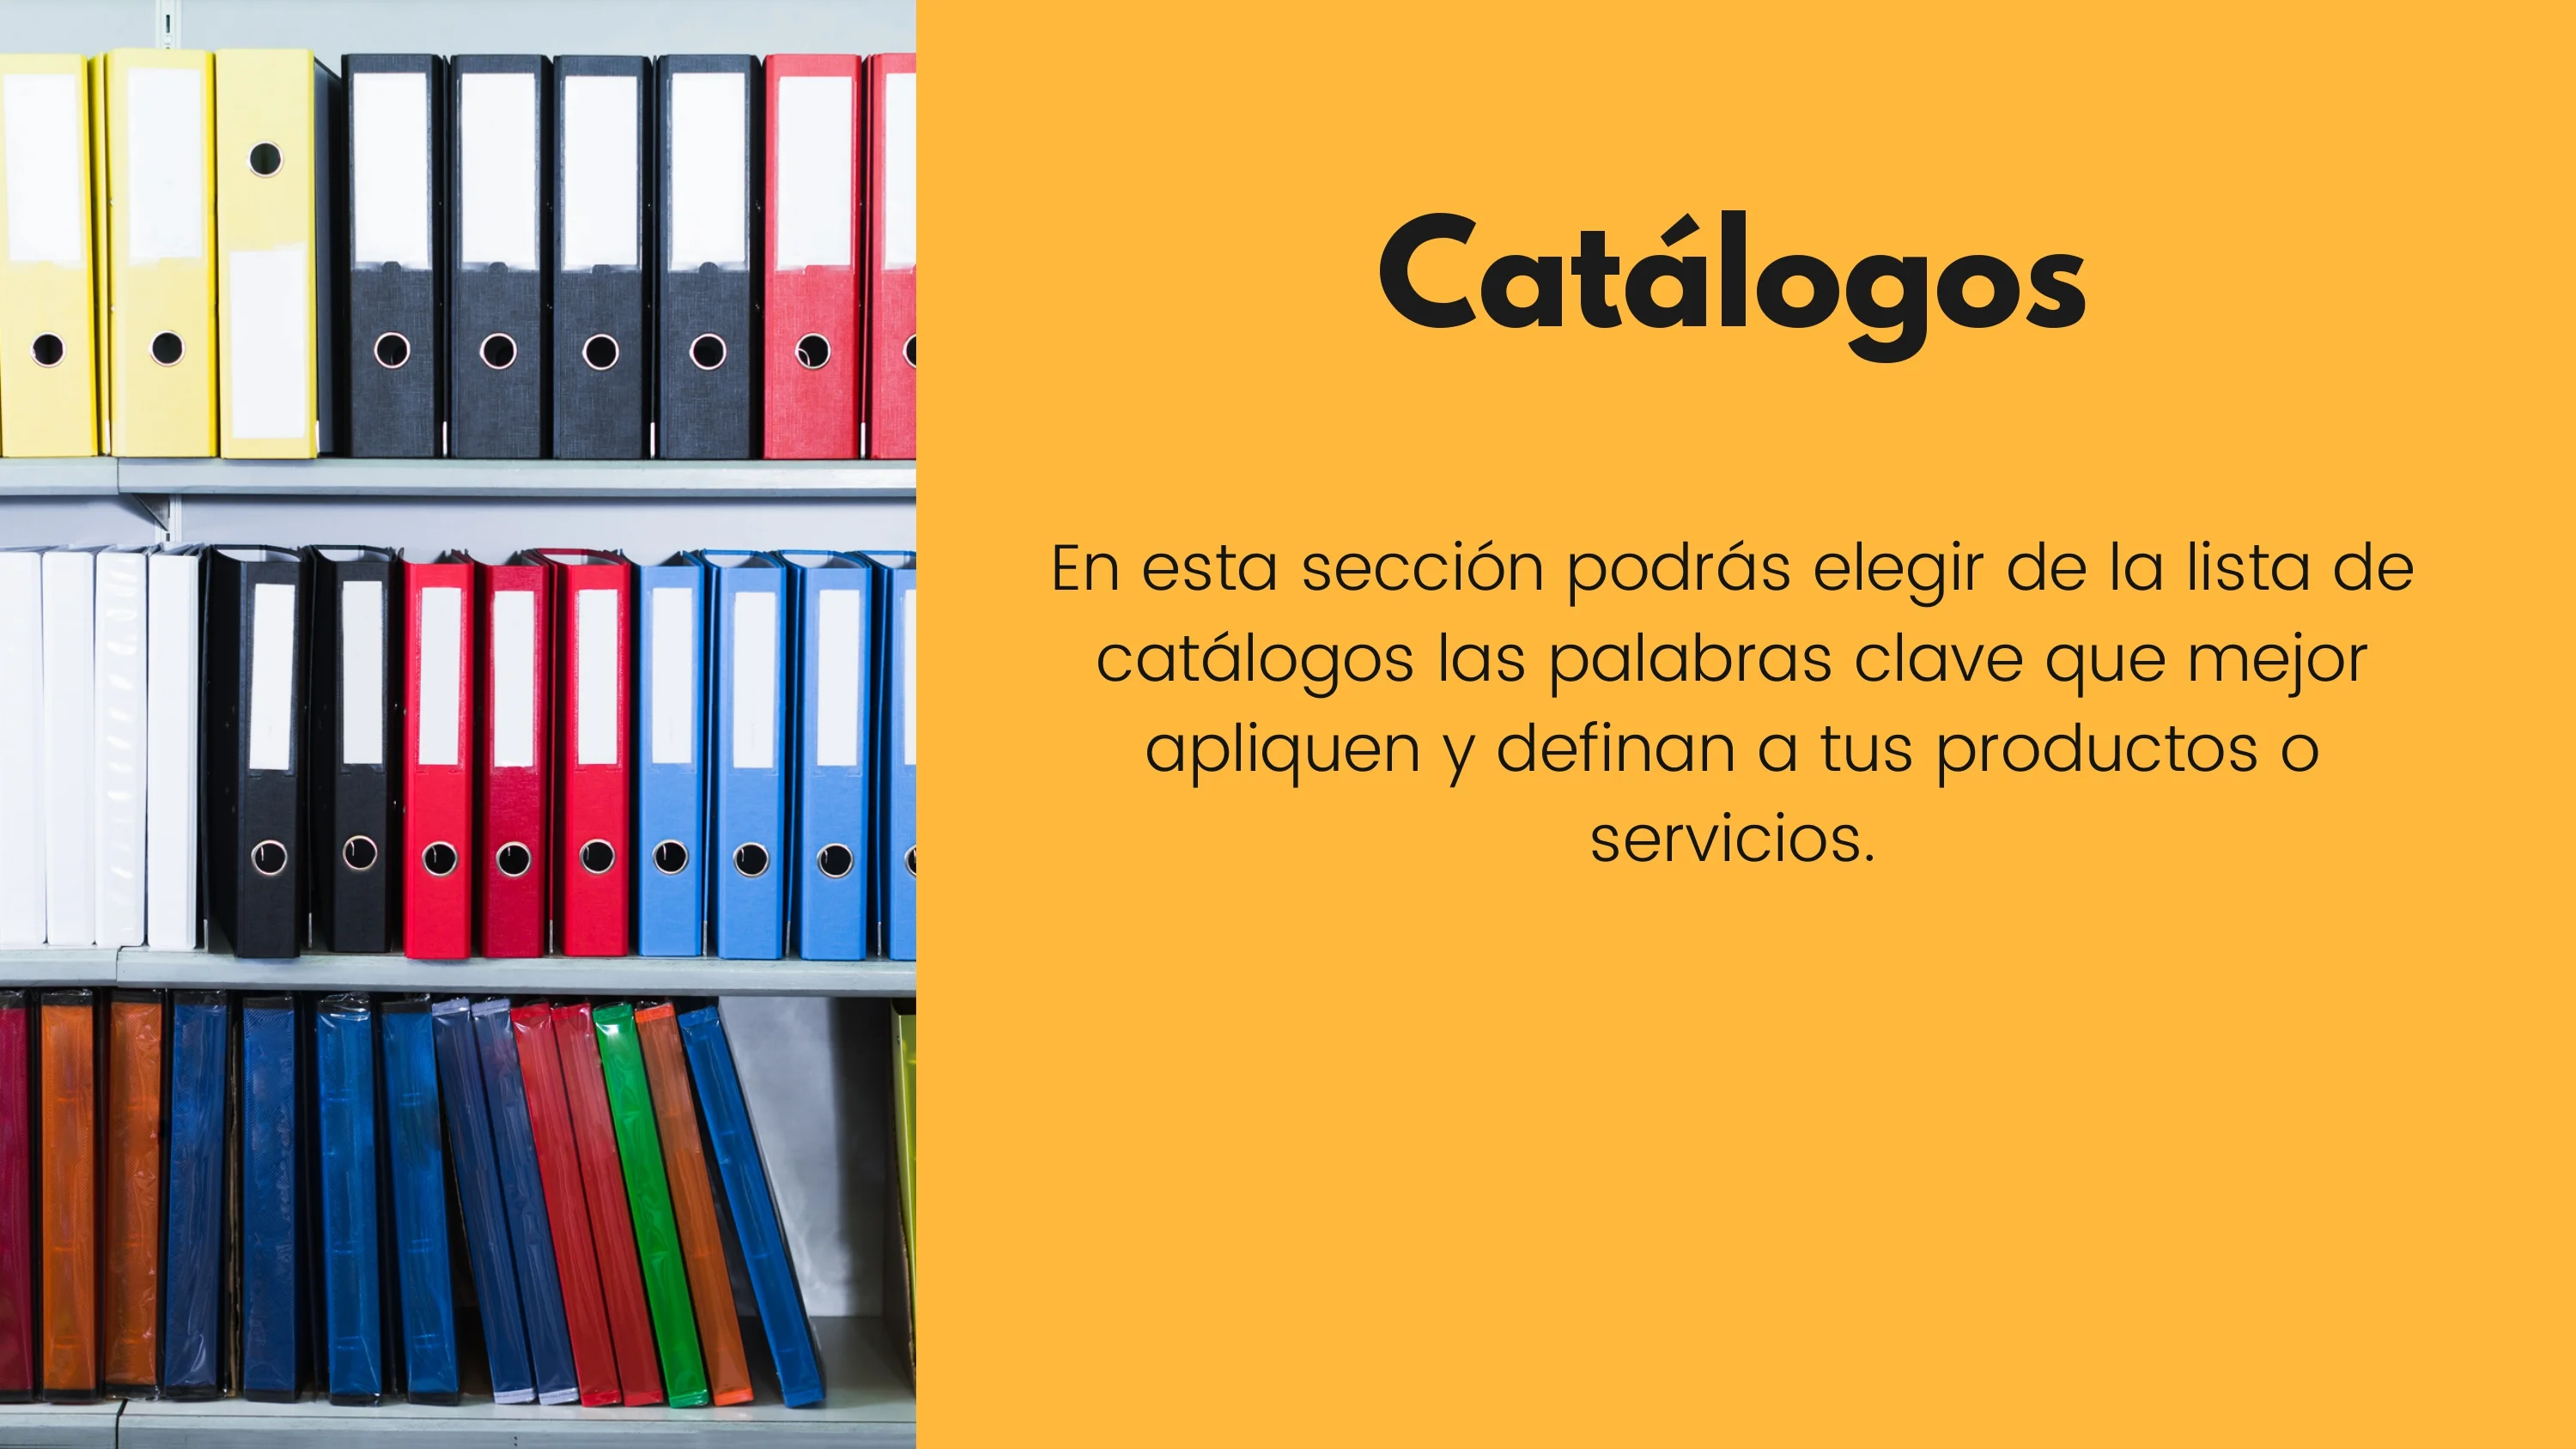 Catálogos
En esta sección podrás elegir de la lista de
catálogos las palabras clave que mejor
apliquen y definan a tus productos o
servicios.